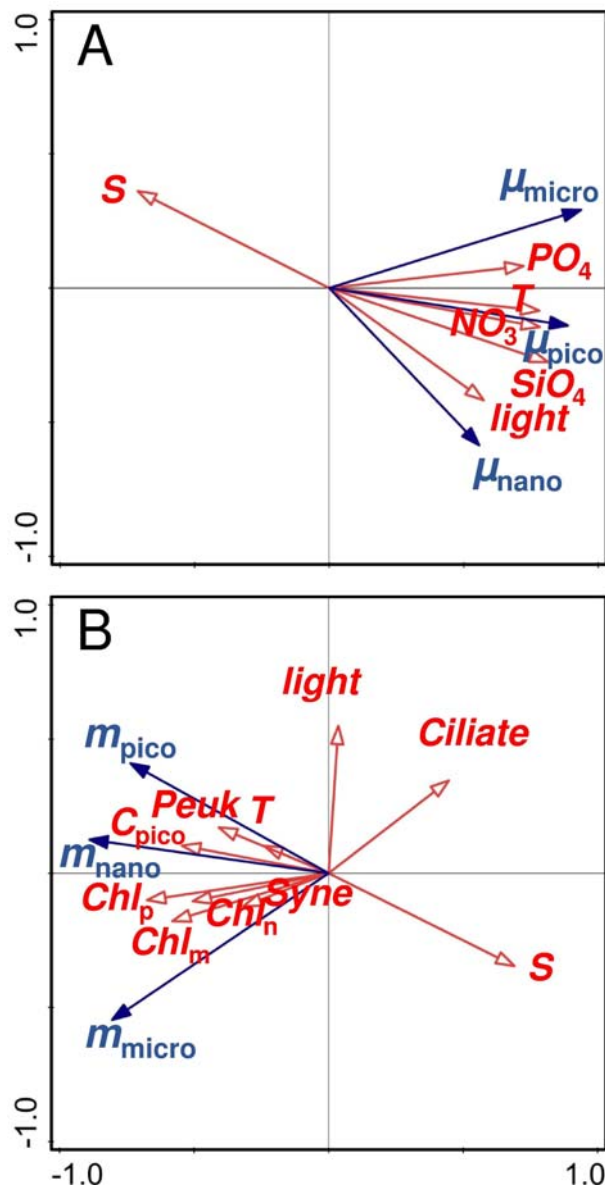 1.0
A
S
μmicro
PO4
T
NO3
μpico
SiO4
light
μnano
-1.0
1.0
B
light
mpico
Ciliate
Peuk T
Cpico
mnano
Chlp
Syne
Chln
Chlm
S
mmicro
-1.0
-1.0 1.0